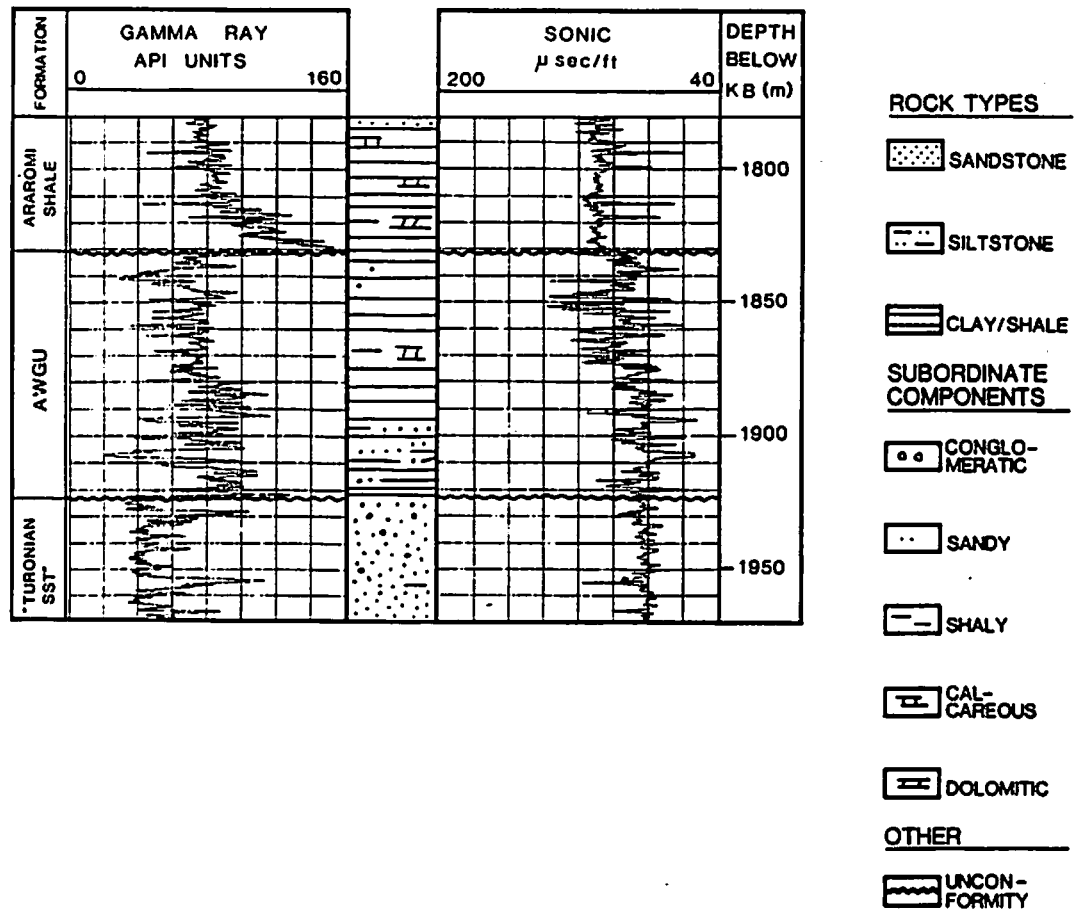 FORMATION
GAMMA RAY
API UNITS
0 160
SONIC
μ sec/ft
200 40
DEPTH
BELOW
KB (m)
ARAROMI
SHALE
AWGU
"TURONIAN
SST"
1800
1850
1900
1950
ROCK TYPES
SANDSTONE
SILTSTONE
CLAY/SHALE
SUBORDINATE
COMPONENTS
CONGLO-
MERATIC
SANDY
SHALY
CAL-
CAREOUS
DOLOMITIC
OTHER
UNCON-
FORMITY